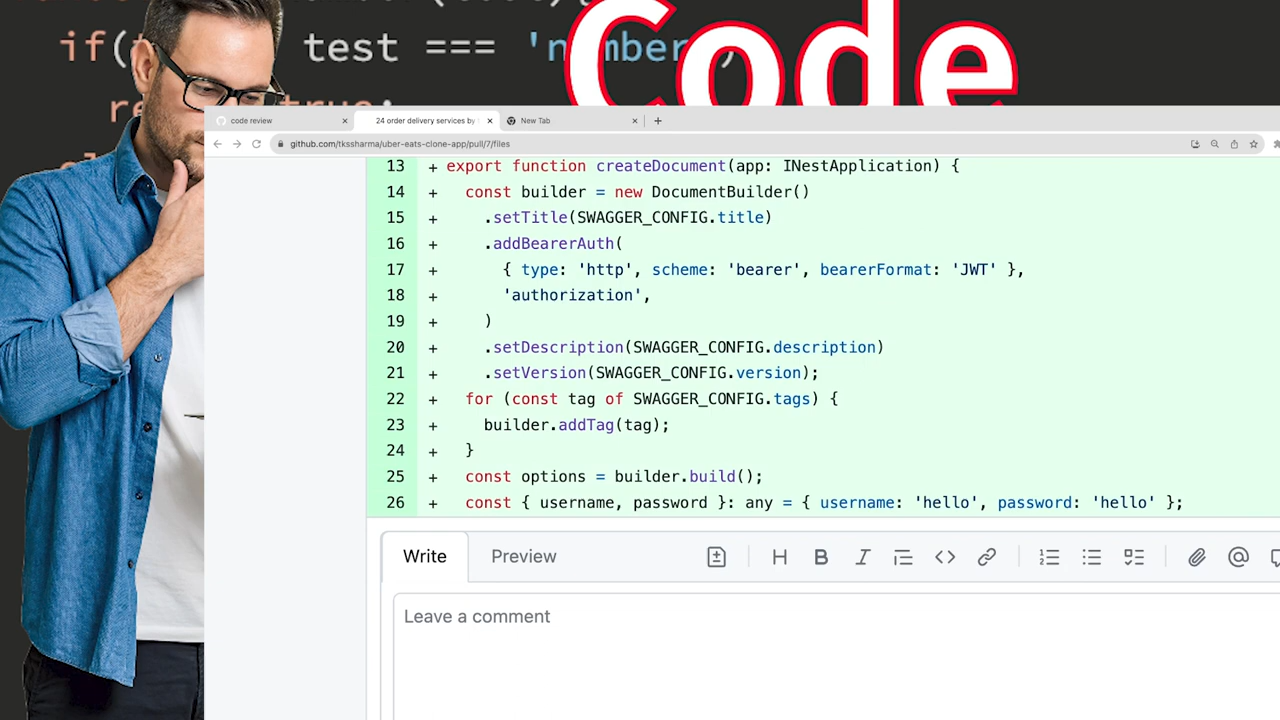 if(
test === 'number
Code
true;
code review
24 order delivery services by
New Tab
github.com/tkssharma/uber-eats-clone-app/pull/7/files
13 + export function createDocument(app: INestApplication) {
14 + const builder = new DocumentBuilder()
15 + .setTitle(SWAGGER_CONFIG.title)
16 + .addBearerAuth(
17 + { type: 'http', scheme: 'bearer', bearerFormat: 'JWT' },
18 + 'authorization',
19 + )
20 + .setDescription(SWAGGER_CONFIG.description)
21 + .setVersion(SWAGGER_CONFIG.version);
22 + for (const tag of SWAGGER_CONFIG.tags) {
23 + builder.addTag(tag);
24 + }
25 + const options = builder.build();
26 + const { username, password }: any = { username: 'hello', password: 'hello' };
Write
Preview
Leave a comment